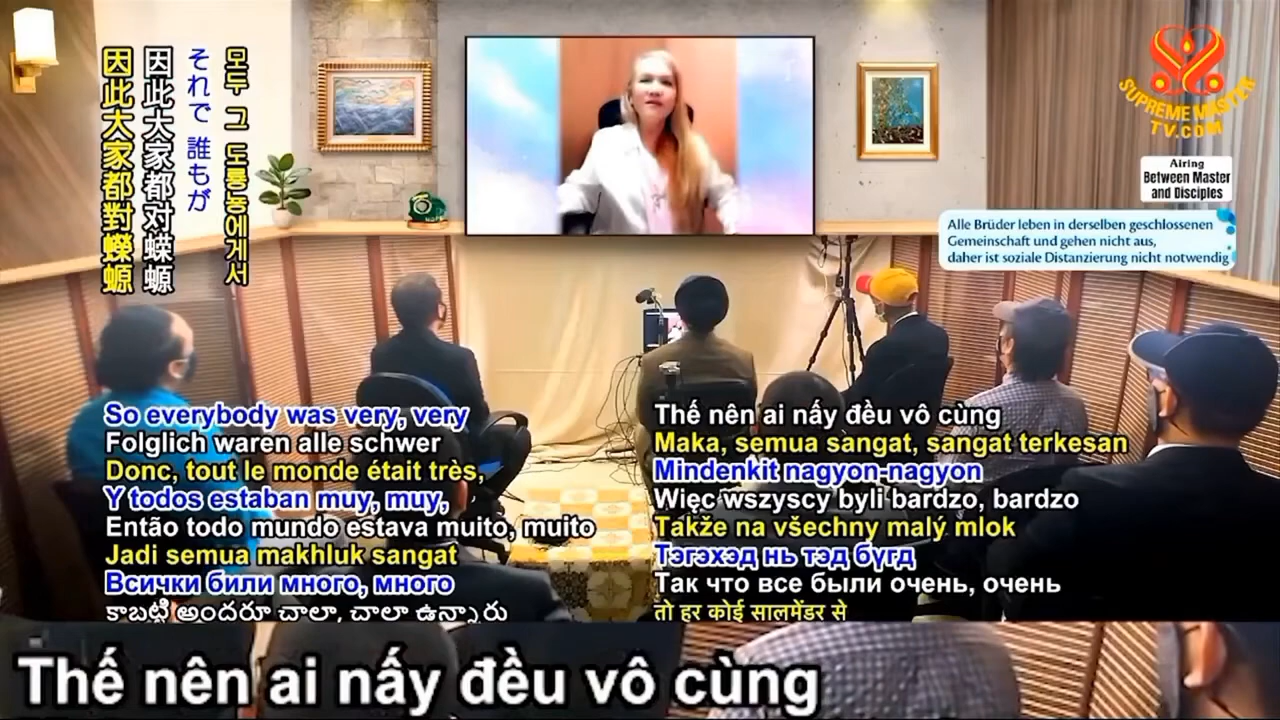 因此大家都對蠑螈
因此大家都对蝾螈
それで 誰もが
모두 그 도롱뇽에게서
SUPREME MASTER
TV.COM
Airing
Between Master
and Disciples
Alle Brüder leben in derselben geschlossenen
Gemeinschaft und gehen nicht aus,
daher ist soziale Distanzierung nicht notwendig
So everybody was very, very
Folglich waren alle schwer
Donc, tout le monde était très,
Y todos estaban muy, muy,
Então todo mundo estava muito, muito
Jadi semua makhluk sangat
Всички били много, много
కాబట్టి అందరూ చాలా, చాలా ఉన్నారు
Thế nên ai nấy đều vô cùng
Maka, semua sangat, sangat terkesan
Mindenkit nagyon-nagyon
Więc wszyscy byli bardzo, bardzo
Takže na všechny malý mlok
Тэгэхэд нь тэд бүгд
Так что все были очень, очень
तो हर कोई सालमेंडर से
Thế nên ai nấy đều vô cùng